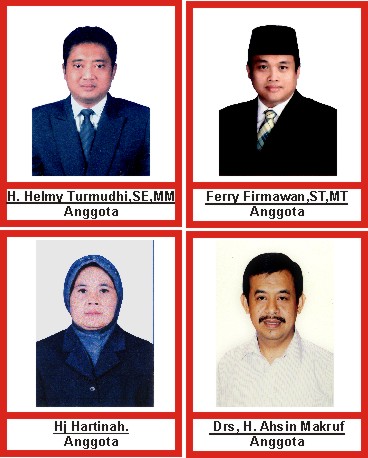 H. Helmy Turmudhi,SE,MM
Anggota
Ferry Firmawan,ST,MT
Anggota
Hj Hartinah.
Anggota
Drs, H. Ahsin Makruf
Anggota